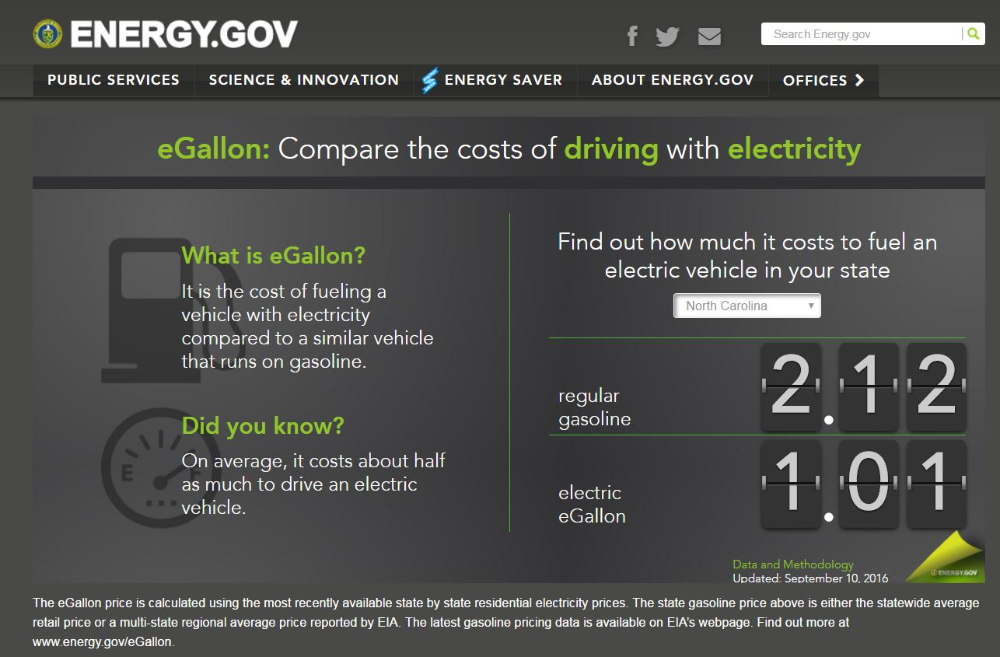 ENERGY.GOV
Search Energy.gov
PUBLIC SERVICES
SCIENCE & INNOVATION
ENERGY SAVER
ABOUT ENERGY.GOV
OFFICES
eGallon: Compare the costs of driving with electricity
What is eGallon?
It is the cost of fueling a
vehicle with electricity
compared to a similar vehicle
that runs on gasoline.
E F
Did you know?
On average, it costs about half
as much to drive an electric
vehicle.
Find out how much it costs to fuel an
electric vehicle in your state
North Carolina
regular
gasoline
2.12
electric
eGallon
1.01
Data and Methodology
Updated: September 10, 2016
ENERGY.GOV
The eGallon price is calculated using the most recently available state by state residential electricity prices. The state gasoline price above is either the statewide average
retail price or a multi-state regional average price reported by EIA. The latest gasoline pricing data is available on EIA's webpage. Find out more at
www.energy.gov/eGallon.